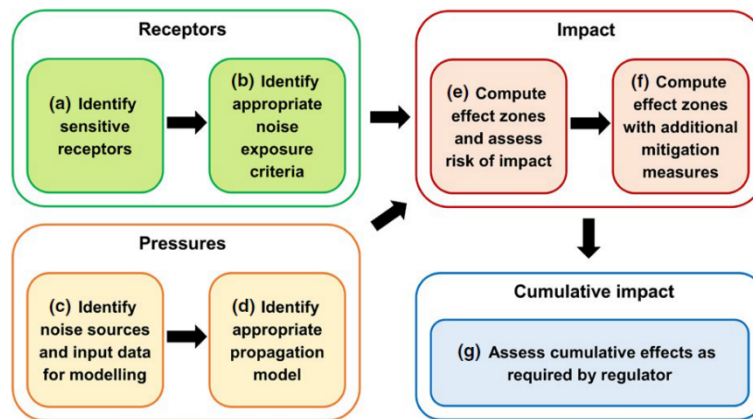 Receptors
(a) Identify
sensitive
receptors
(b) Identify
appropriate
noise
exposure
criteria
Impact
(e) Compute
effect zones
and assess
risk of impact
(f) Compute
effect zones
with additional
mitigation
measures
Pressures
(c) Identify
noise sources
and input data
for modelling
(d) Identify
appropriate
propagation
model
Cumulative impact
(g) Assess cumulative effects as
required by regulator